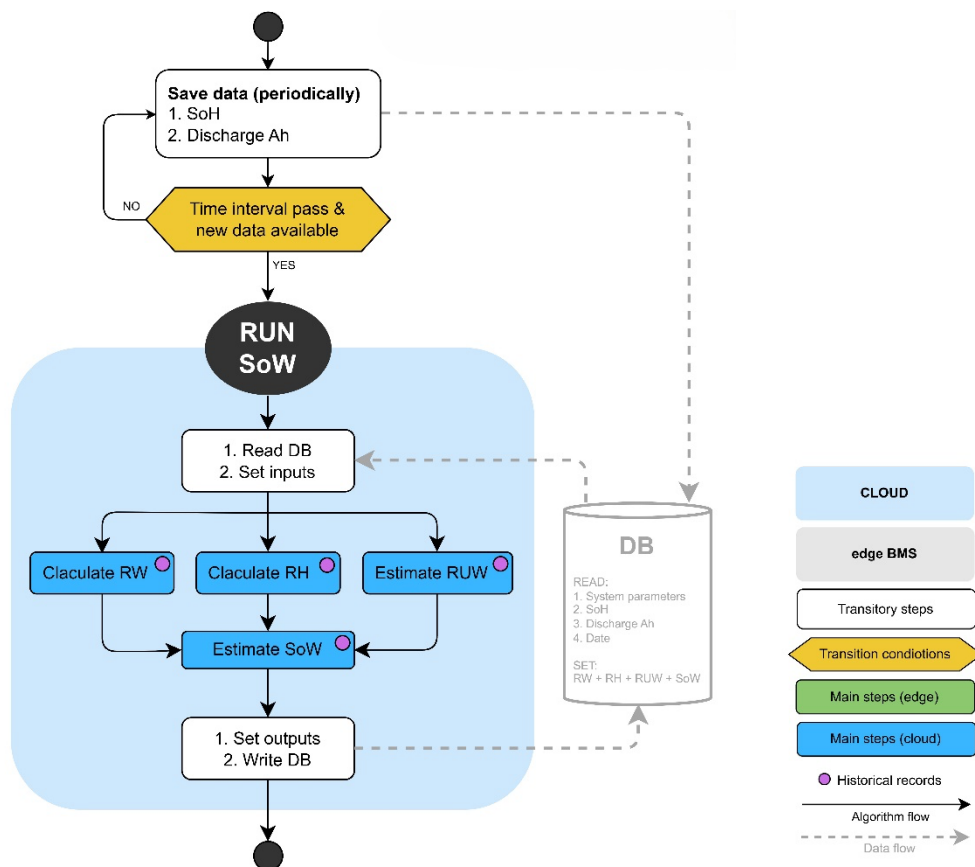 Save data (periodically)
1. SoH
2. Discharge Ah
NO
Time interval pass &
new data available
YES
RUN
SoW
1. Read DB
2. Set inputs
Claculate RW
Claculate RH
Estimate RUW
Estimate SoW
1. Set outputs
2. Write DB
DB
READ:
1. System parameters
2. SoH
3. Discharge Ah
4. Date
SET:
RW + RH + RUW + SoW
CLOUD
edge BMS
Transitory steps
Transition condiotions
Main steps (edge)
Main steps (cloud)
Historical records
Algorithm flow
Data flow